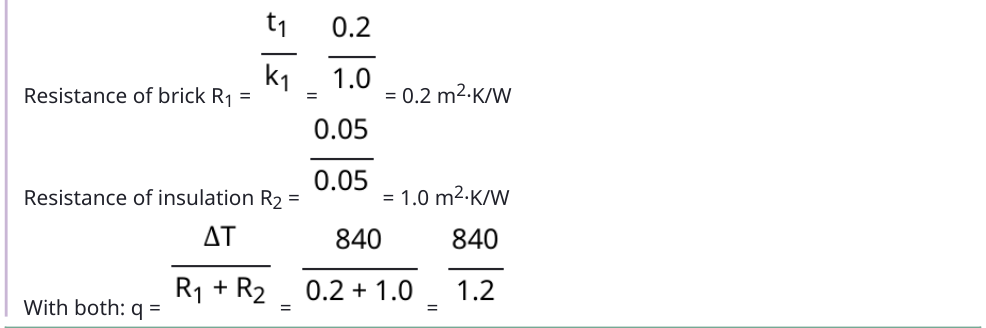 Resistance of brick R₁ = t₁/k₁ = 0.2/1.0 = 0.2 m²·K/W
Resistance of insulation R₂ = 0.05/0.05 = 1.0 m²·K/W
With both: q = ΔT/(R₁ + R₂) = 840/(0.2 + 1.0) = 840/1.2